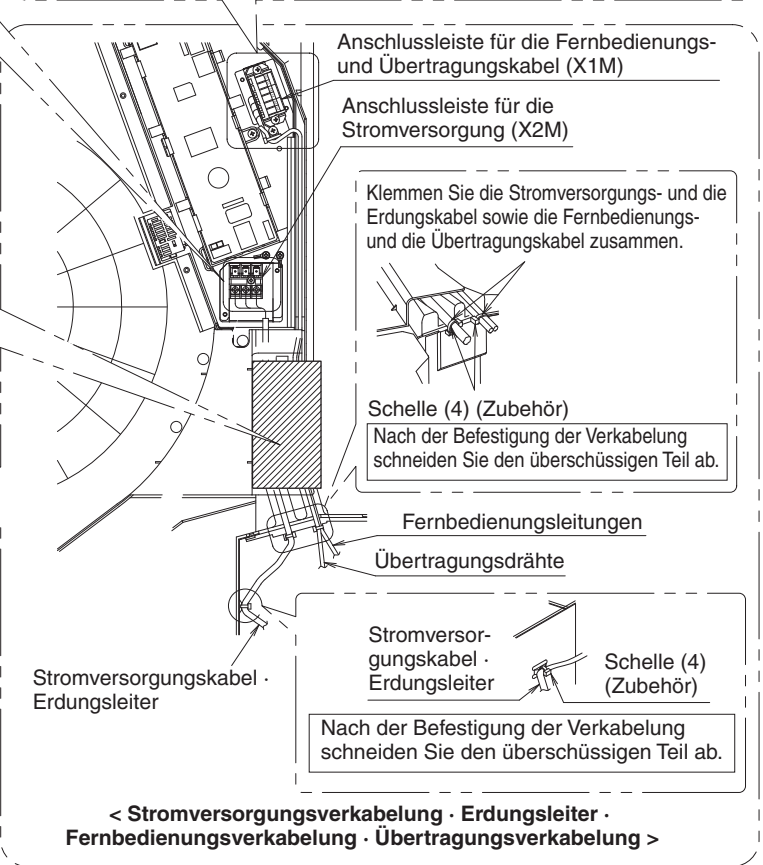 Anschlussleiste für die Fernbedienungs-
und Übertragungskabel (X1M)
Anschlussleiste für die
Stromversorgung (X2M)
Klemmen Sie die Stromversorgungs- und die
Erdungskabel sowie die Fernbedienungs-
und die Übertragungskabel zusammen.
Schelle (4) (Zubehör)
Nach der Befestigung der Verkabelung
schneiden Sie den überschüssigen Teil ab.
Fernbedienungsleitungen
Übertragungsdrähte
Stromversorgungskabel ·
Erdungsleiter
Stromversor-
gungskabel ·
Erdungsleiter
Schelle (4)
(Zubehör)
Nach der Befestigung der Verkabelung
schneiden Sie den überschüssigen Teil ab.
< Stromversorgungsverkabelung · Erdungsleiter ·
Fernbedienungsverkabelung · Übertragungsverkabelung >